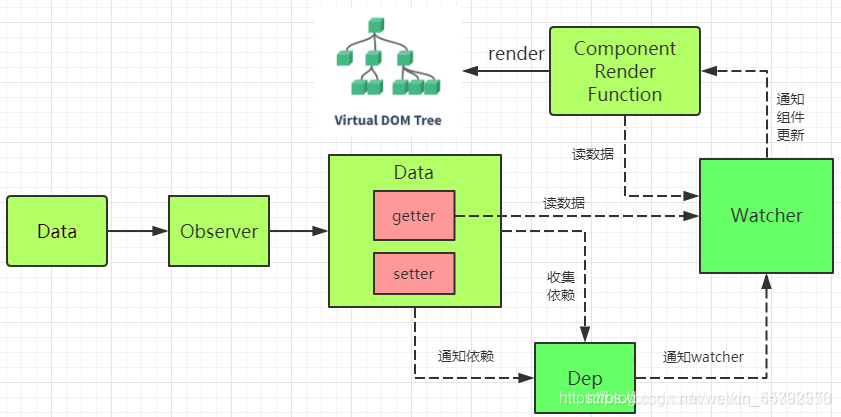 render
Component
Render
Function
Virtual DOM Tree
通知
组件
更新
读数据
Data
Observer
Data
getter
setter
读数据
Watcher
收集
依赖
通知依赖
Dep
通知watcher